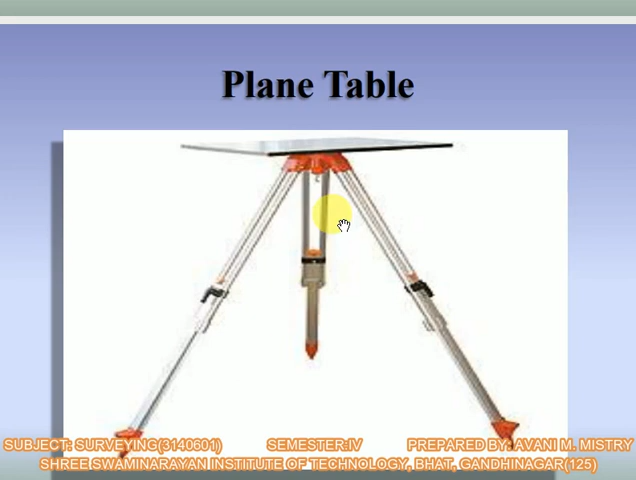 Plane Table
SUBJECT: SURVEYING(3140601) SEMESTER:IV PREPARED BY: AVANI M. MISTRY
SHREE SWAMINARAYAN INSTITUTE OF TECHNOLOGY, BHAT, GANDHINAGAR(125)